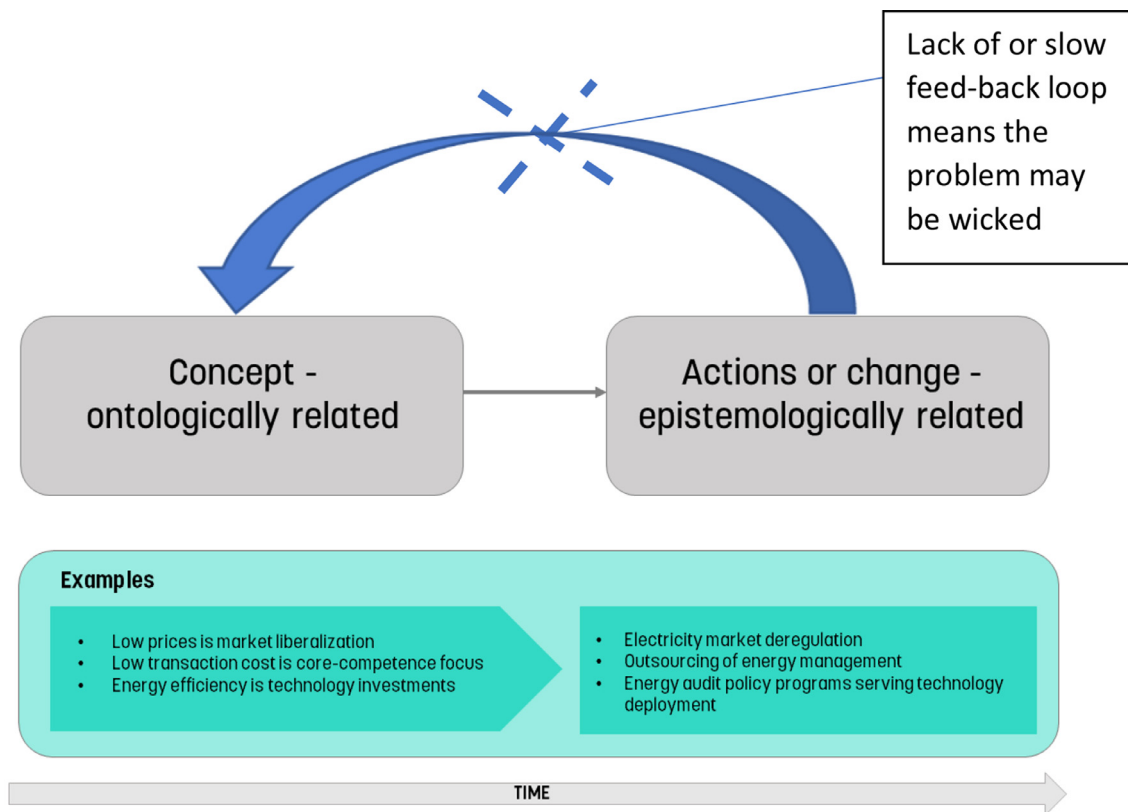 Lack of or slow
feed-back loop
means the
problem may
be wicked
Concept -
ontologically related
Actions or change -
epistemologically related
Examples
• Low prices is market liberalization
• Low transaction cost is core-competence focus
• Energy efficiency is technology investments
• Electricity market deregulation
• Outsourcing of energy management
• Energy audit policy programs serving technology
deployment
TIME